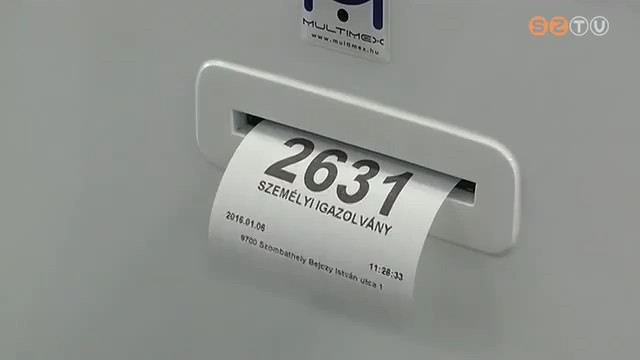 MULTIMEX
www.multimex.hu
SZTV
2631
SZEMÉLYI IGAZOLVÁNY
2016.01.06 11:26:33
9700 Szombathely Bejczy István utca 1